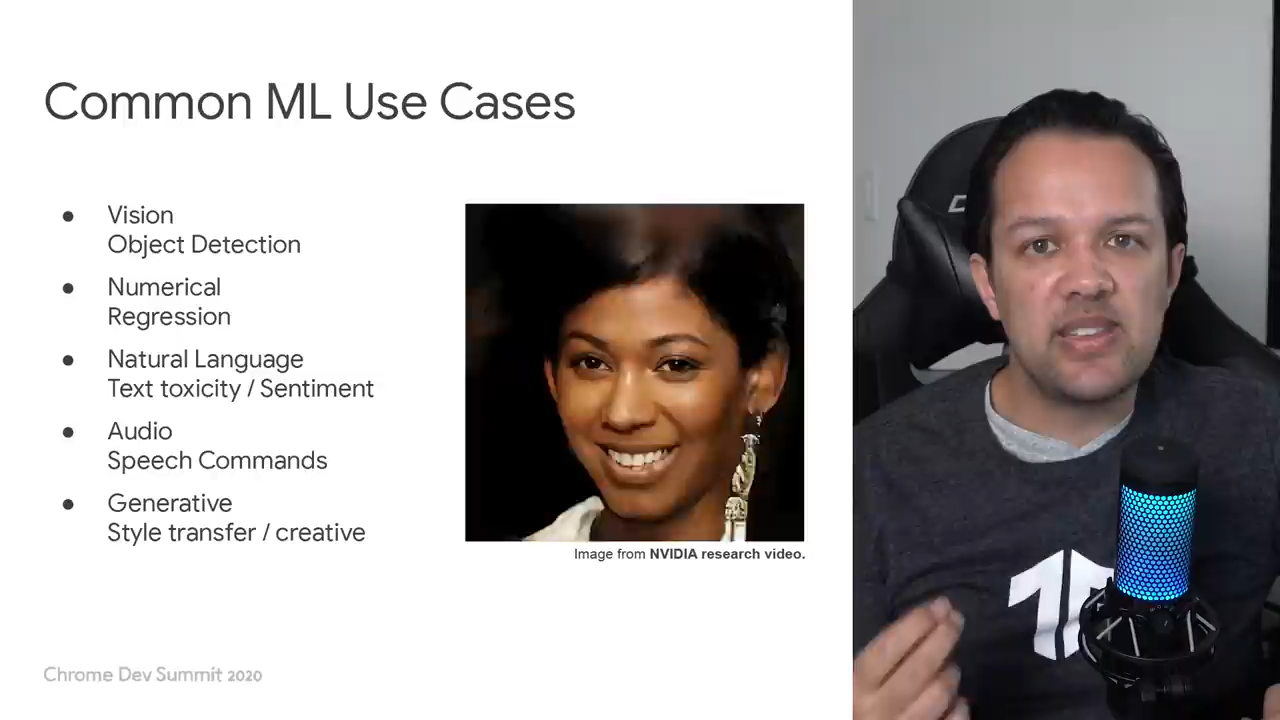 Common ML Use Cases
● Vision
Object Detection
● Numerical
Regression
● Natural Language
Text toxicity / Sentiment
● Audio
Speech Commands
● Generative
Style transfer / creative
Image from NVIDIA research video.
Chrome Dev Summit 2020